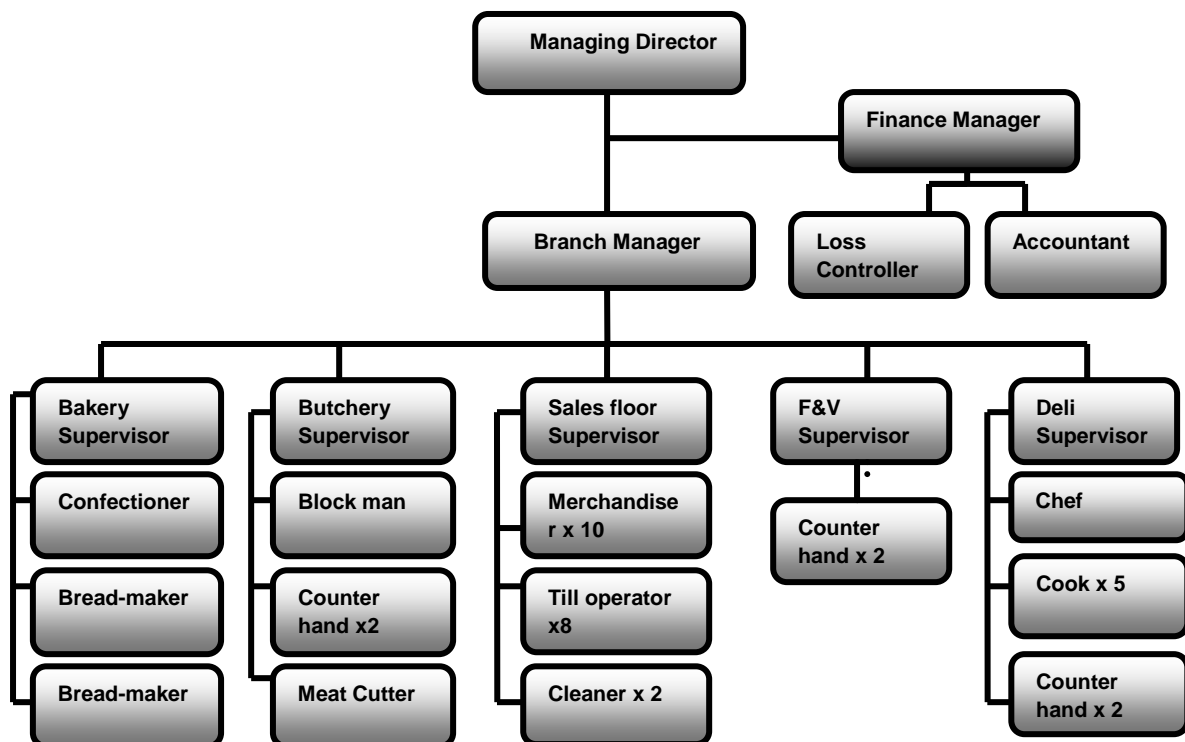 Managing Director
Finance Manager
Branch Manager
Loss
Controller
Accountant
Bakery
Supervisor
Butchery
Supervisor
Sales floor
Supervisor
F&V
Supervisor
Deli
Supervisor
Confectioner
Block man
Merchandise
r x 10
Counter
hand x 2
Chef
Bread-maker
Counter
hand x2
Till operator
x8
Cook x 5
Bread-maker
Meat Cutter
Cleaner x 2
Counter
hand x 2